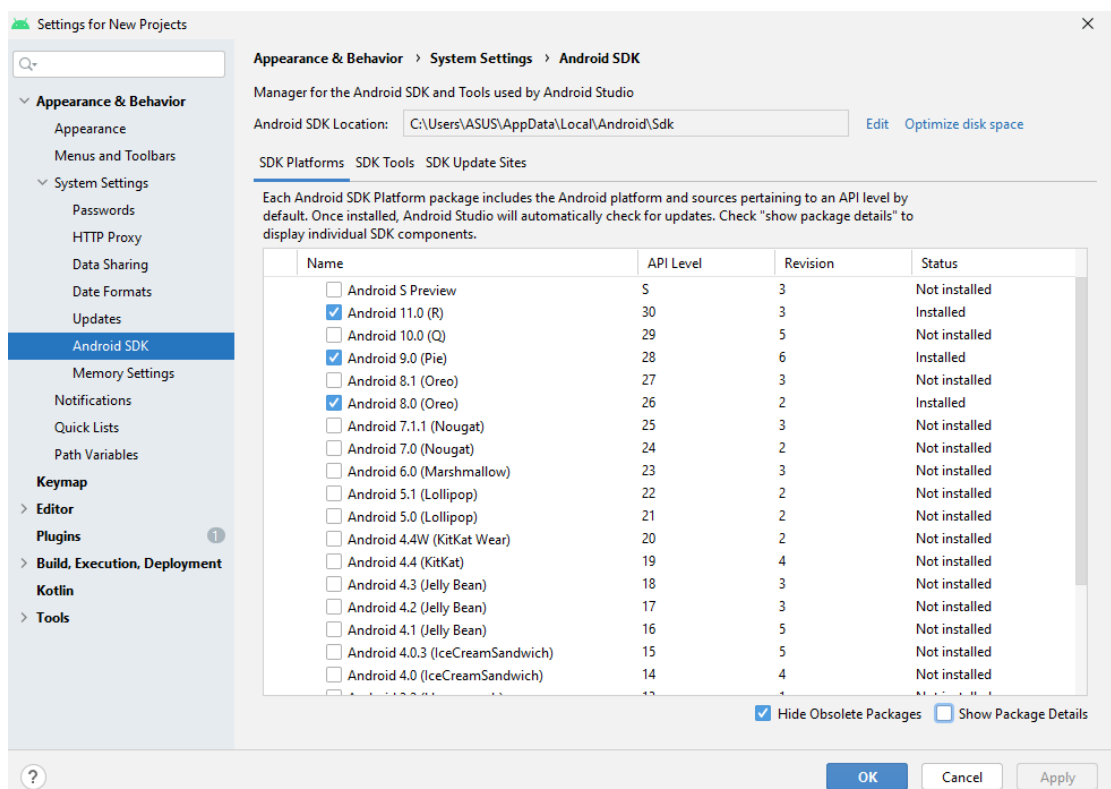 Settings for New Projects
Appearance & Behavior
Appearance
Menus and Toolbars
System Settings
Passwords
HTTP Proxy
Data Sharing
Date Formats
Updates
Android SDK
Memory Settings
Notifications
Quick Lists
Path Variables
Keymap
Editor
Plugins 1
Build, Execution, Deployment
Kotlin
Tools
Appearance & Behavior › System Settings › Android SDK
Manager for the Android SDK and Tools used by Android Studio
Android SDK Location: C:\Users\ASUS\AppData\Local\Android\Sdk Edit Optimize disk space
SDK Platforms SDK Tools SDK Update Sites
Each Android SDK Platform package includes the Android platform and sources pertaining to an API level by
default. Once installed, Android Studio will automatically check for updates. Check "show package details" to
display individual SDK components.
Name API Level Revision Status
Android S Preview S 3 Not installed
Android 11.0 (R) 30 3 Installed
Android 10.0 (Q) 29 5 Not installed
Android 9.0 (Pie) 28 6 Installed
Android 8.1 (Oreo) 27 3 Not installed
Android 8.0 (Oreo) 26 2 Installed
Android 7.1.1 (Nougat) 25 3 Not installed
Android 7.0 (Nougat) 24 2 Not installed
Android 6.0 (Marshmallow) 23 3 Not installed
Android 5.1 (Lollipop) 22 2 Not installed
Android 5.0 (Lollipop) 21 2 Not installed
Android 4.4W (KitKat Wear) 20 2 Not installed
Android 4.4 (KitKat) 19 4 Not installed
Android 4.3 (Jelly Bean) 18 3 Not installed
Android 4.2 (Jelly Bean) 17 3 Not installed
Android 4.1 (Jelly Bean) 16 5 Not installed
Android 4.0.3 (IceCreamSandwich) 15 5 Not installed
Android 4.0 (IceCreamSandwich) 14 4 Not installed
Hide Obsolete Packages Show Package Details
? OK Cancel Apply